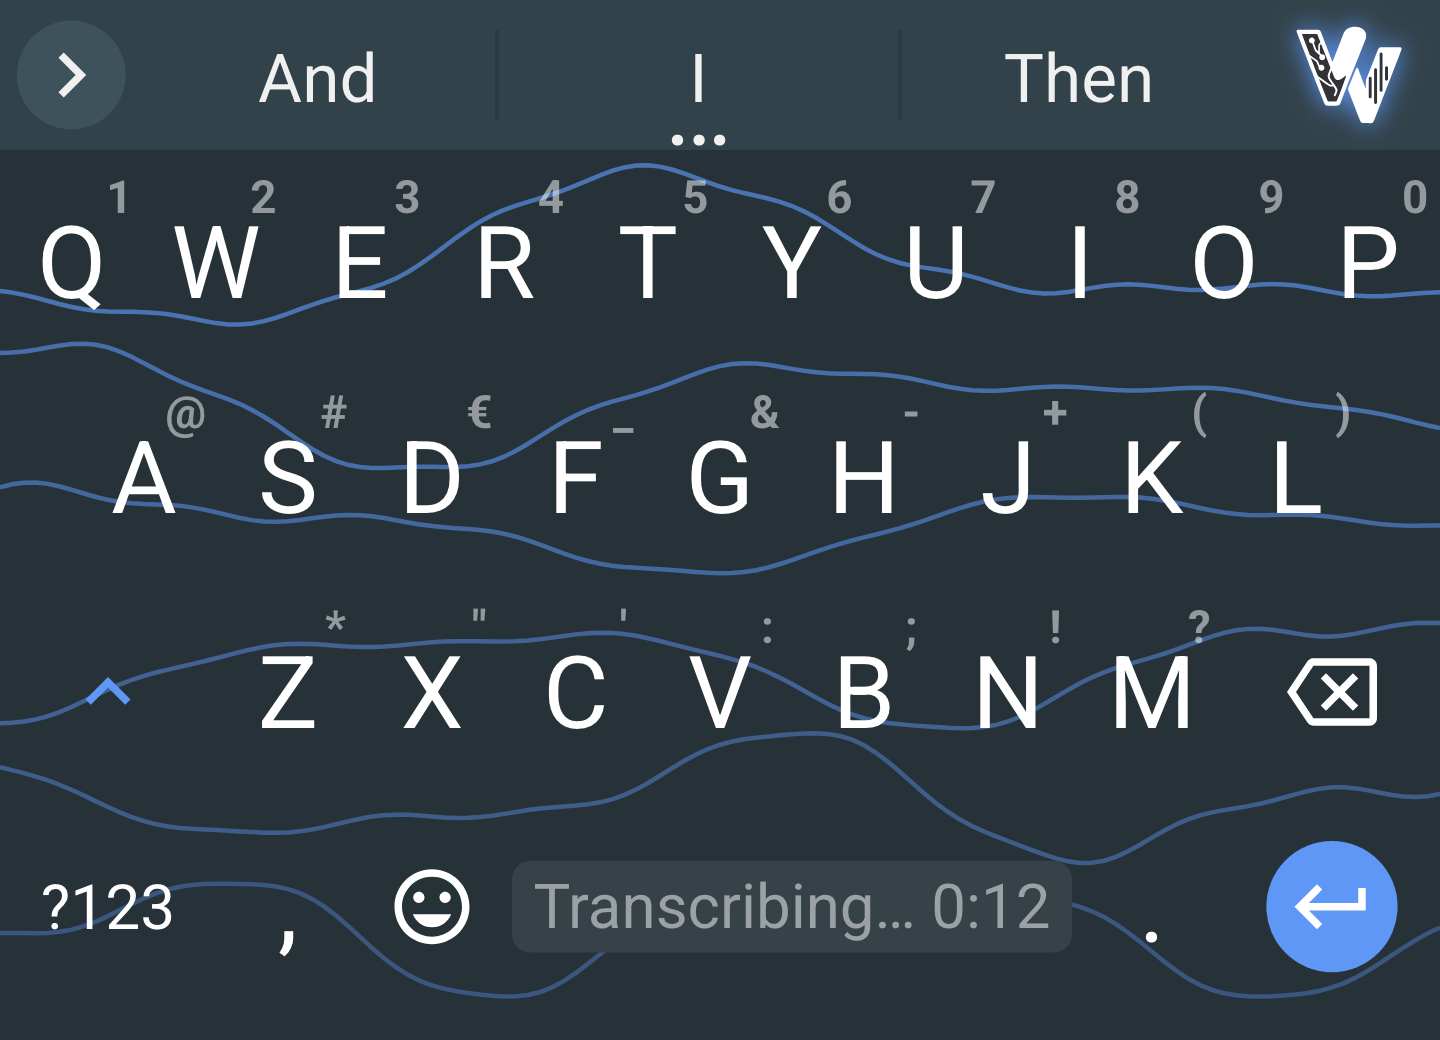 And I Then
1 2 3 4 5 6 7 8 9 0
Q W E R T Y U I O P
@ # € _ & - + ( )
A S D F G H J K L
* " ' : ; ! ?
Z X C V B N M
?123 , Transcribing... 0:12 .